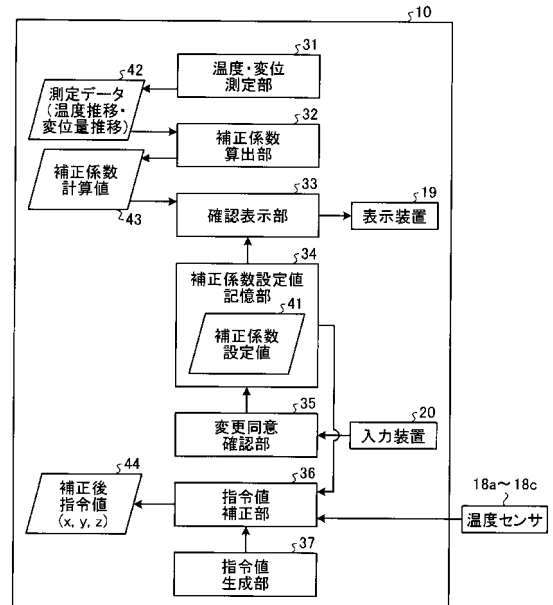 10
31
温度・変位
測定部
42
測定データ
(温度推移・
変位量推移)
32
補正係数
算出部
補正係数
計算値
43
33
確認表示部
19
表示装置
34
補正係数設定値
記憶部
41
補正係数
設定値
35
変更同意
確認部
20
入力装置
44
補正後
指令値
(x, y, z)
36
指令値
補正部
18a～18c
温度センサ
37
指令値
生成部